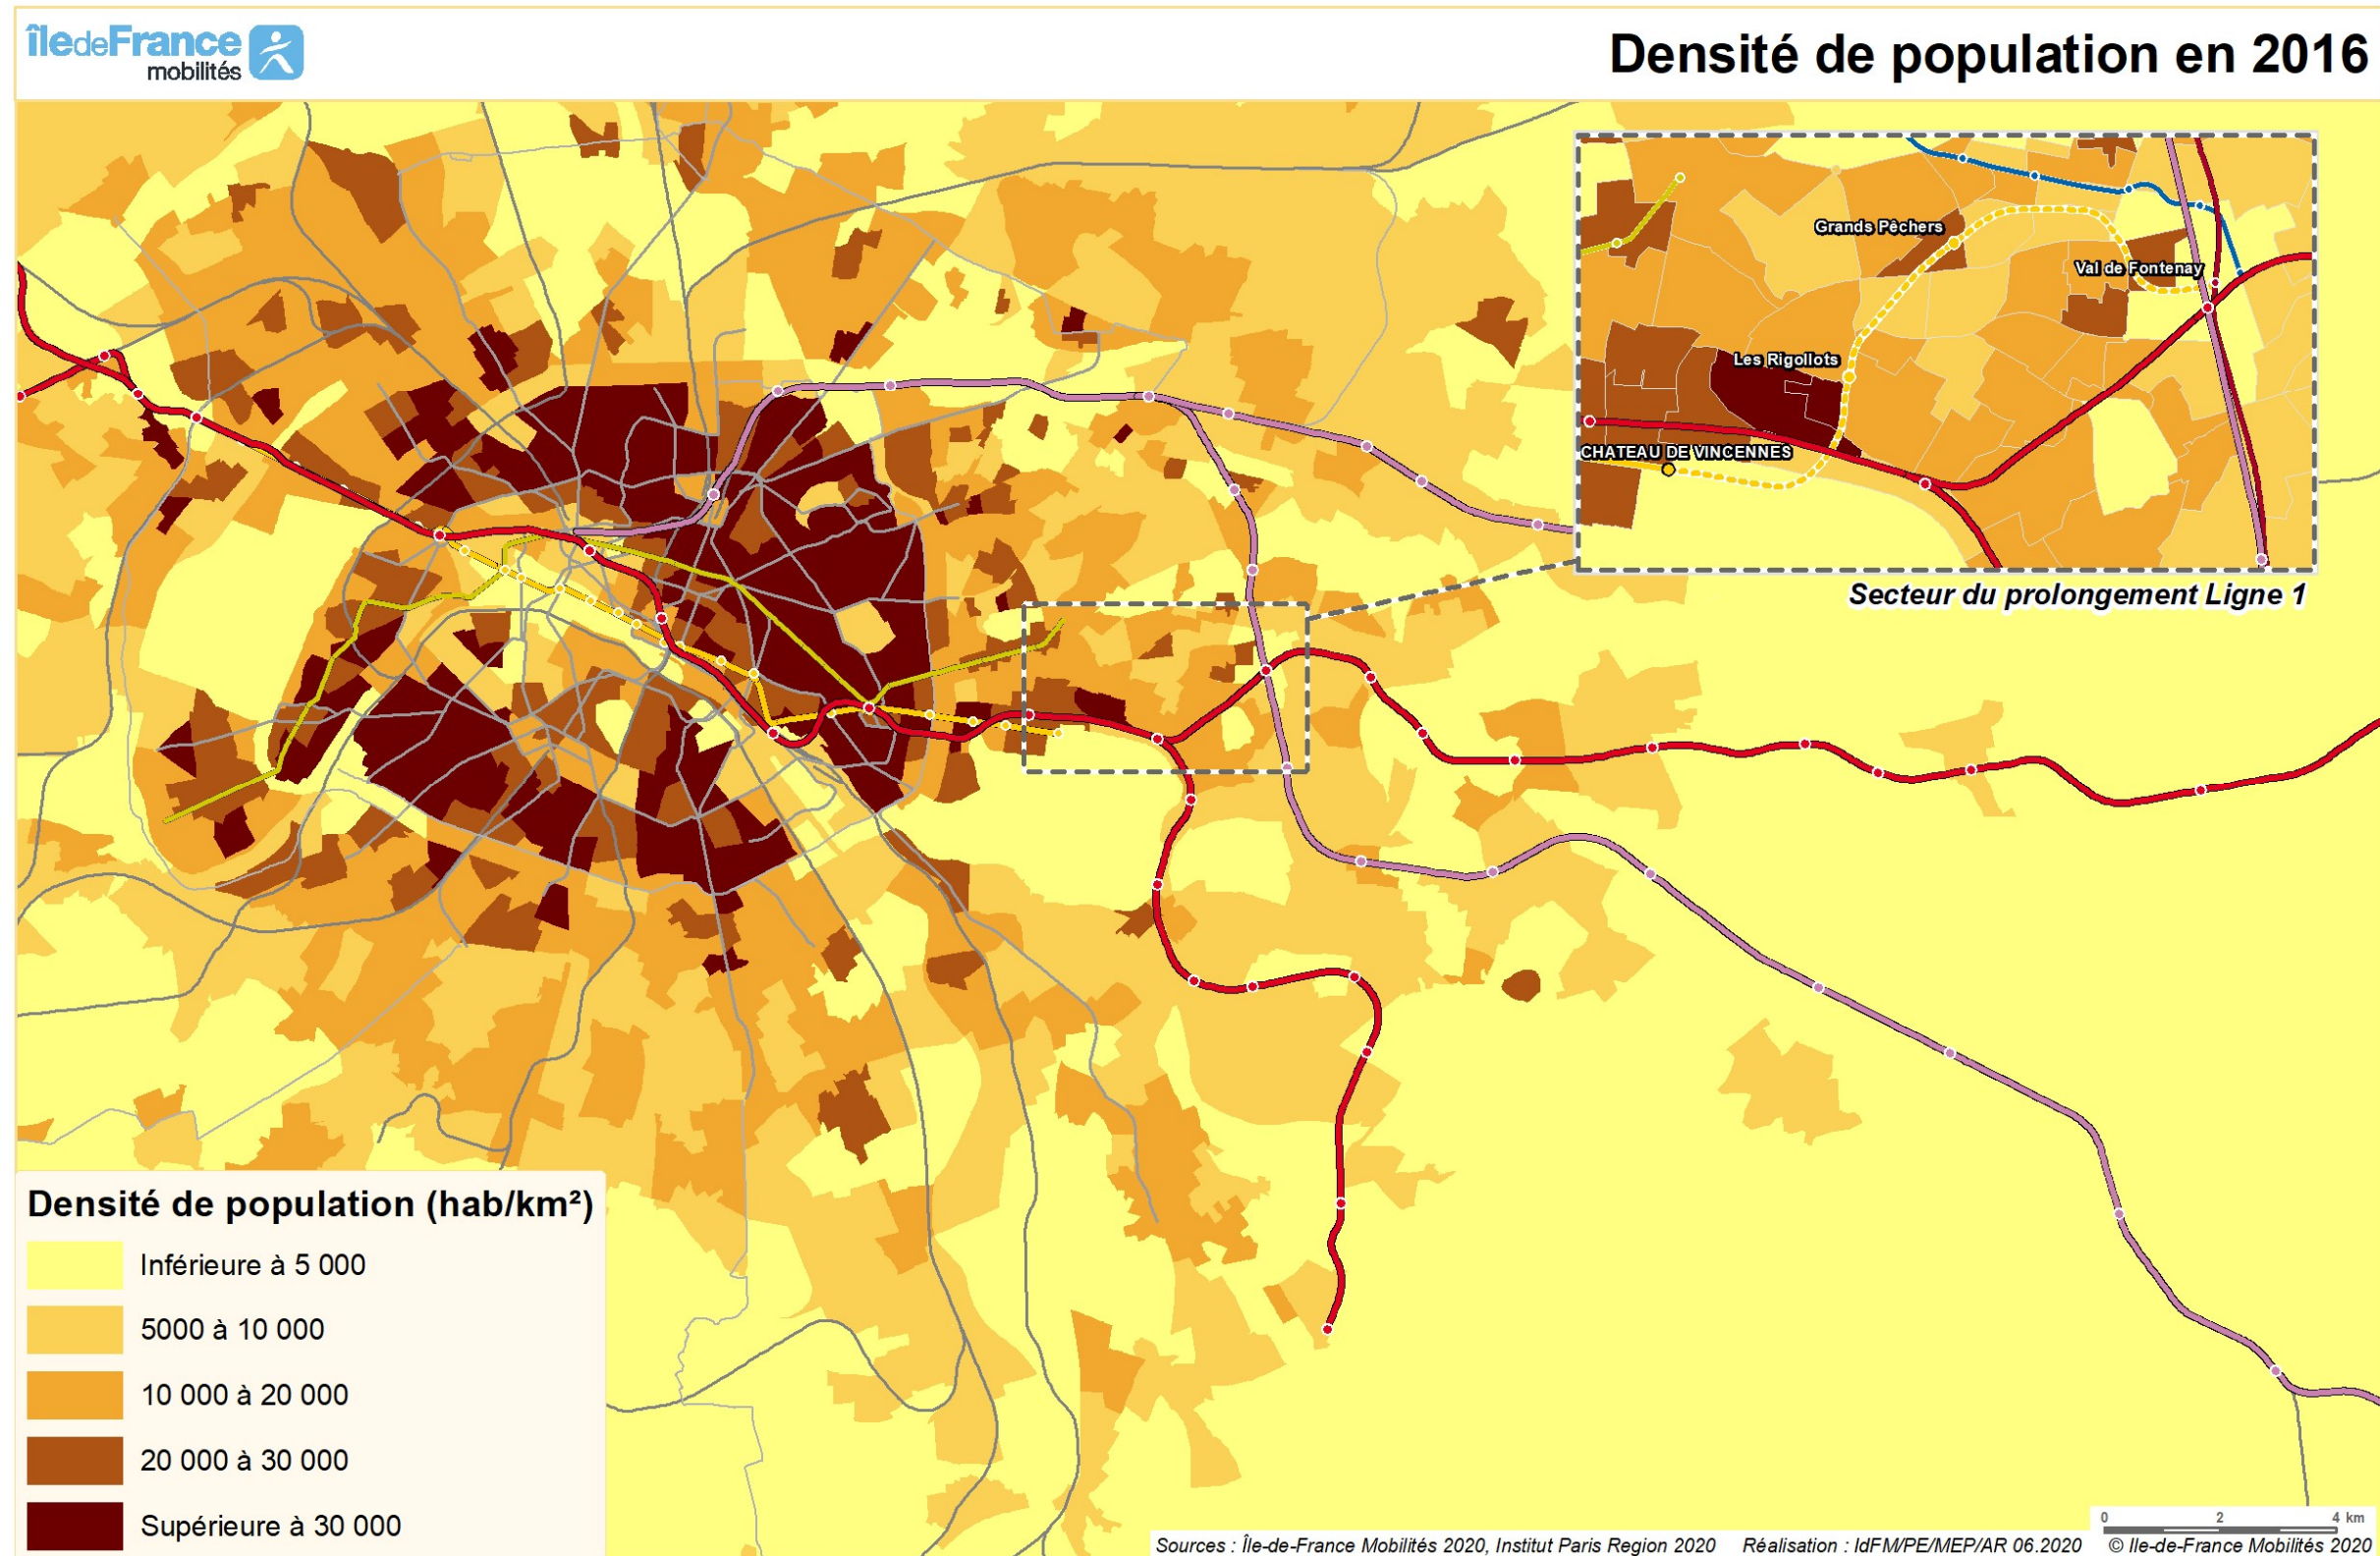 îledeFrance
mobilités
Densité de population en 2016
Grands Pêchers
Val de Fontenay
Les Rigollots
CHATEAU DE VINCENNES
Secteur du prolongement Ligne 1
Densité de population (hab/km²)
Inférieure à 5 000
5000 à 10 000
10 000 à 20 000
20 000 à 30 000
Supérieure à 30 000
0 2 4 km
Sources : Île-de-France Mobilités 2020, Institut Paris Region 2020 Réalisation : IdFM/PE/MEP/AR 06.2020 © Ile-de-France Mobilités 2020